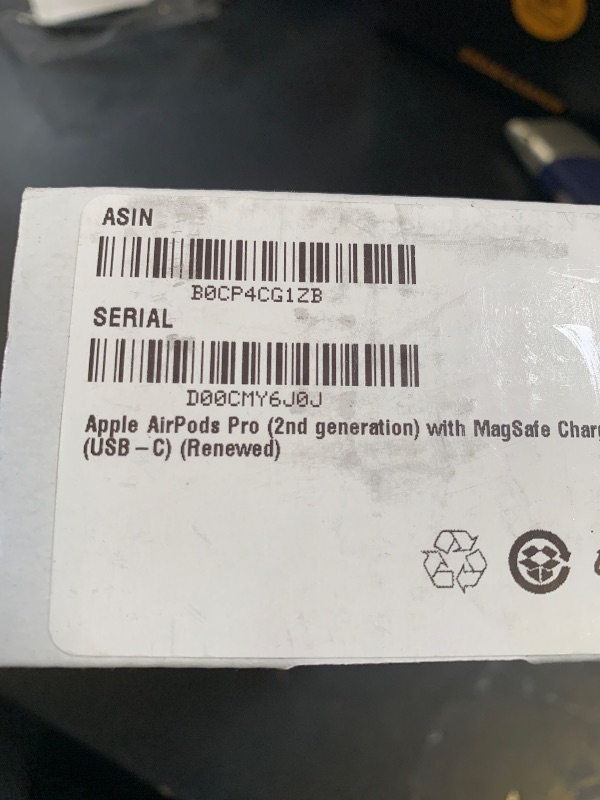 ASIN
B0CP4CG1ZB
SERIAL
D00CMY6J0J
Apple AirPods Pro (2nd generation) with MagSafe Charg
(USB – C) (Renewed)